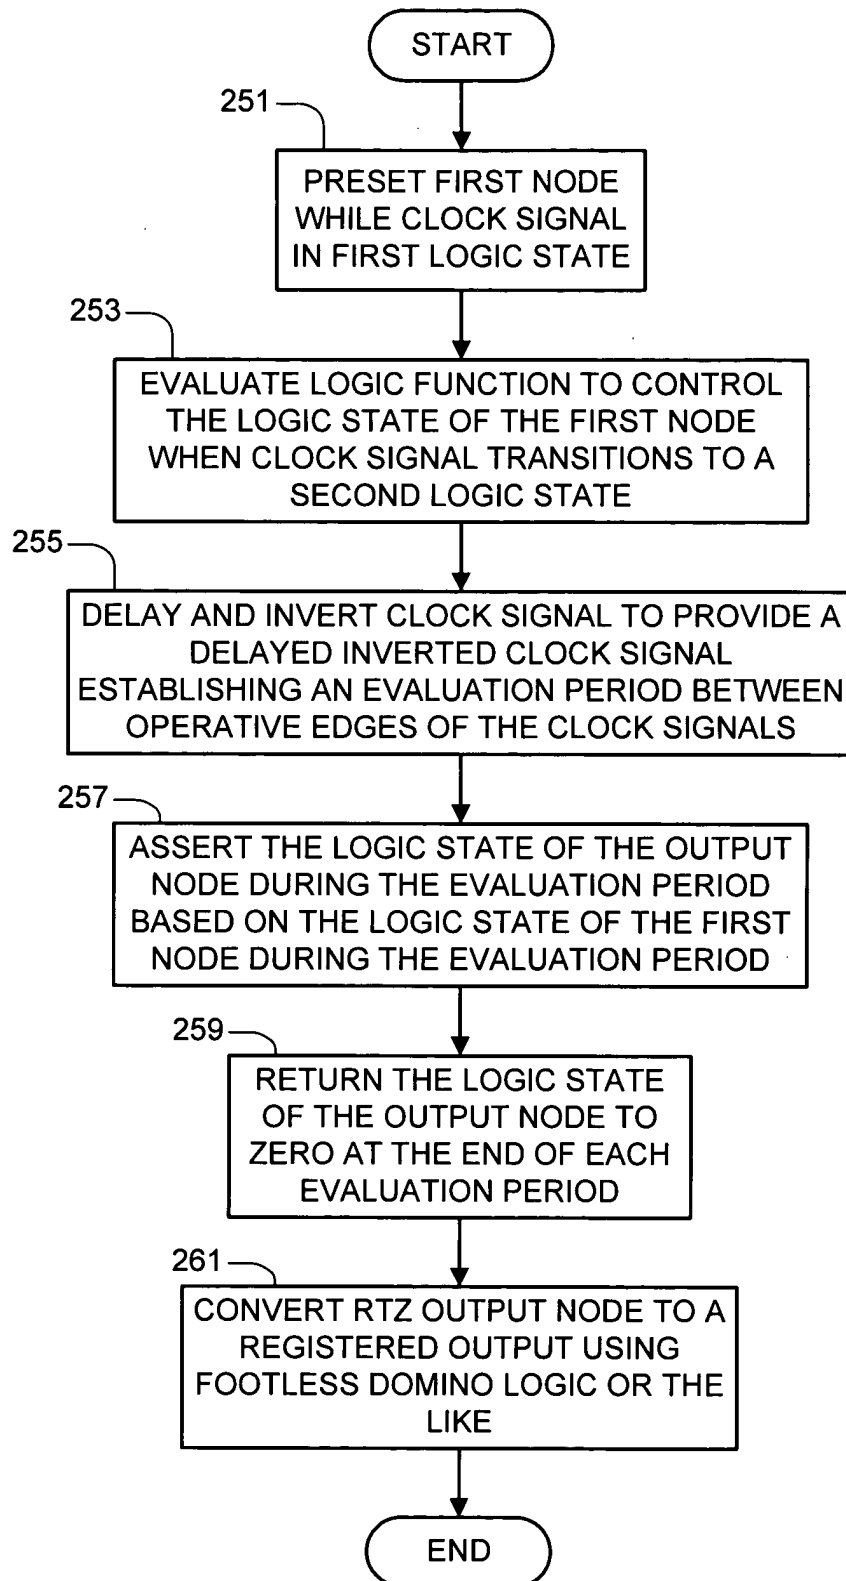 START
251
PRESET FIRST NODE
WHILE CLOCK SIGNAL
IN FIRST LOGIC STATE
253
EVALUATE LOGIC FUNCTION TO CONTROL
THE LOGIC STATE OF THE FIRST NODE
WHEN CLOCK SIGNAL TRANSITIONS TO A
SECOND LOGIC STATE
255
DELAY AND INVERT CLOCK SIGNAL TO PROVIDE A
DELAYED INVERTED CLOCK SIGNAL
ESTABLISHING AN EVALUATION PERIOD BETWEEN
OPERATIVE EDGES OF THE CLOCK SIGNALS
257
ASSERT THE LOGIC STATE OF THE OUTPUT
NODE DURING THE EVALUATION PERIOD
BASED ON THE LOGIC STATE OF THE FIRST
NODE DURING THE EVALUATION PERIOD
259
RETURN THE LOGIC STATE
OF THE OUTPUT NODE TO
ZERO AT THE END OF EACH
EVALUATION PERIOD
261
CONVERT RTZ OUTPUT NODE TO A
REGISTERED OUTPUT USING
FOOTLESS DOMINO LOGIC OR THE
LIKE
END